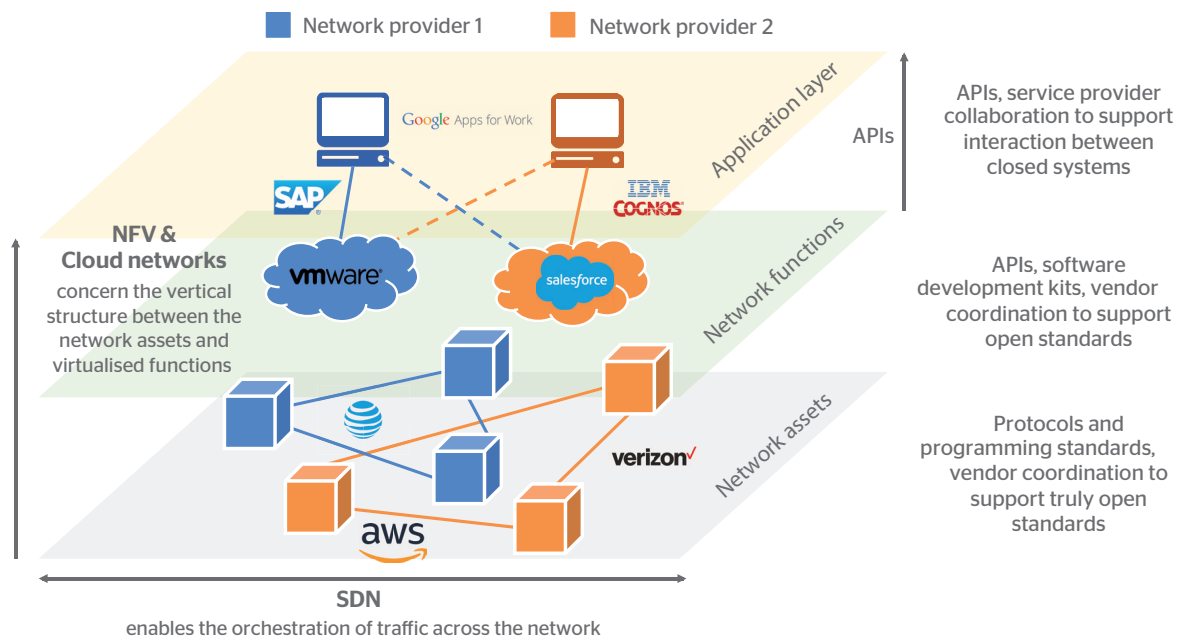 Network provider 1
Network provider 2
Application layer
Google Apps for Work
APIs
APIs, service provider
collaboration to support
interaction between
closed systems
SAP®
IBM
COGNOS®
NFV &
Cloud networks
concern the vertical
structure between the
network assets and
virtualised functions
vmware®
salesforce
Network functions
APIs, software
development kits, vendor
coordination to support
open standards
Network assets
verizon✓
aws
Protocols and
programming standards,
vendor coordination to
support truly open
standards
SDN
enables the orchestration of traffic across the network